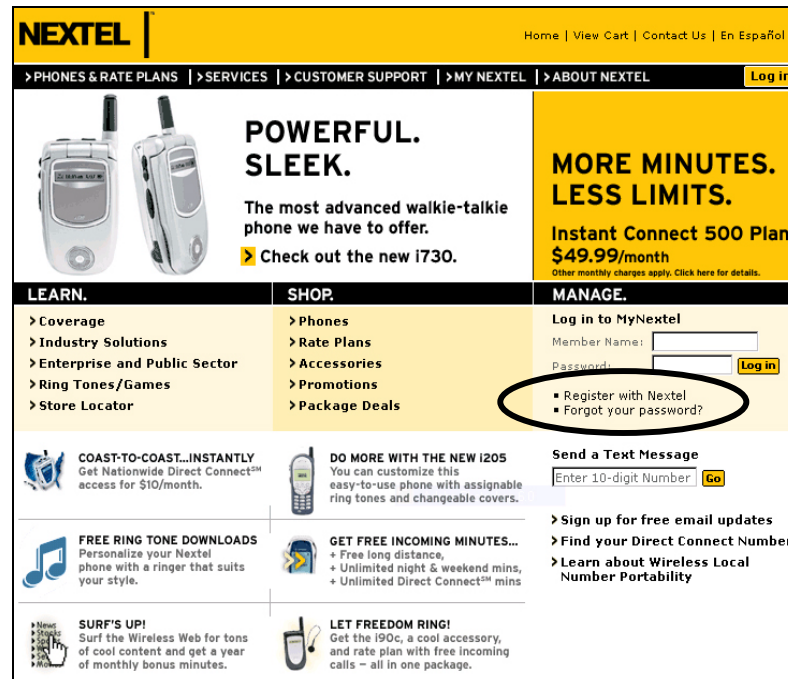 NEXTEL
Home | View Cart | Contact Us | En Español
PHONES & RATE PLANS | SERVICES | CUSTOMER SUPPORT | MY NEXTEL | ABOUT NEXTEL
Log in
POWERFUL.
SLEEK.
The most advanced walkie-talkie
phone we have to offer.
Check out the new i730.
MORE MINUTES.
LESS LIMITS.
Instant Connect 500 Plan
$49.99/month
Other monthly charges apply. Click here for details.
LEARN.
Coverage
Industry Solutions
Enterprise and Public Sector
Ring Tones/Games
Store Locator
SHOP.
Phones
Rate Plans
Accessories
Promotions
Package Deals
MANAGE.
Log in to MyNextel
Member Name:
Password:
Log in
Register with Nextel
Forgot your password?
COAST-TO-COAST...INSTANTLY
Get Nationwide Direct Connect℠
access for $10/month.
DO MORE WITH THE NEW i205
You can customize this
easy-to-use phone with assignable
ring tones and changeable covers.
Send a Text Message
Enter 10-digit Number
Go
FREE RING TONE DOWNLOADS
Personalize your Nextel
phone with a ringer that suits
your style.
GET FREE INCOMING MINUTES...
+ Free long distance,
+ Unlimited night & weekend mins,
+ Unlimited Direct Connect℠ mins
Sign up for free email updates
Find your Direct Connect Number
Learn about Wireless Local
Number Portability
News
Stocks
SURF'S UP!
Surf the Wireless Web for tons
of cool content and get a year
of monthly bonus minutes.
LET FREEDOM RING!
Get the i90c, a cool accessory,
and rate plan with free incoming
calls – all in one package.